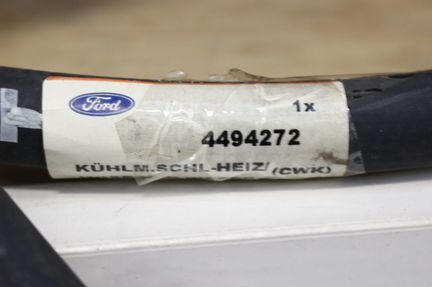 Ford
1x
4494272
KÜHLM.SCHL-HEIZ/(CWK)